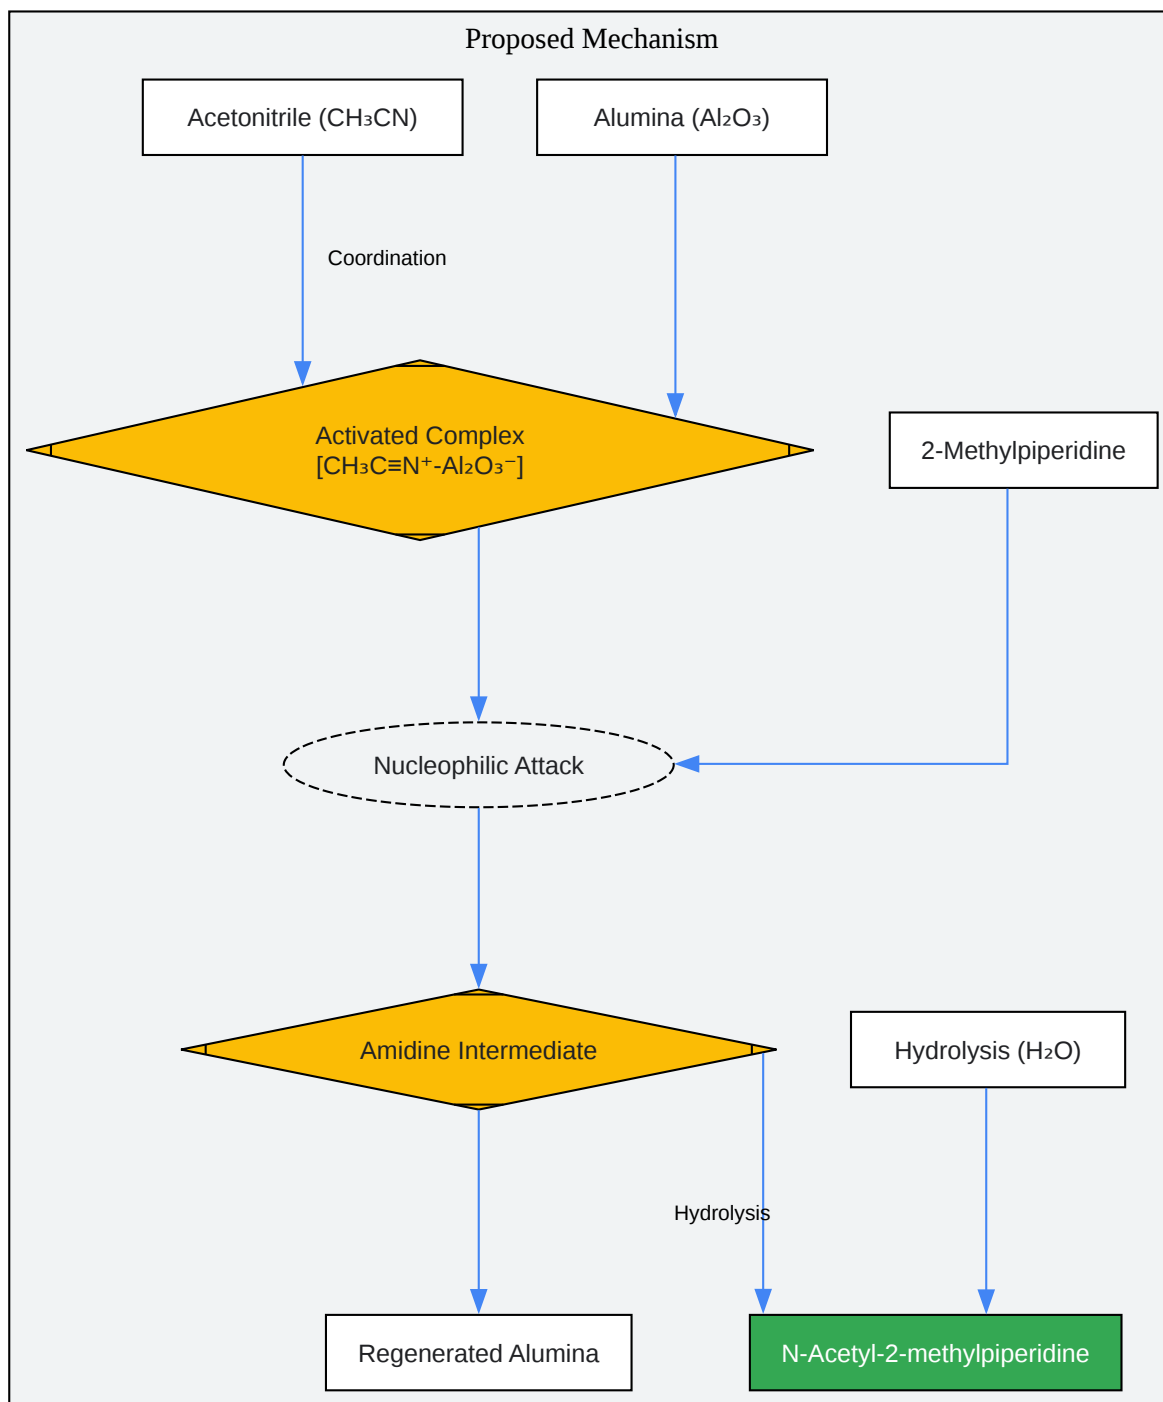 Proposed Mechanism
Acetonitrile (CH₃CN)
Alumina (Al₂O₃)
Coordination
Activated Complex
[CH₃C≡N⁺-Al₂O₃⁻]
2-Methylpiperidine
Nucleophilic Attack
Amidine Intermediate
Hydrolysis (H₂O)
Hydrolysis
Regenerated Alumina
N-Acetyl-2-methylpiperidine